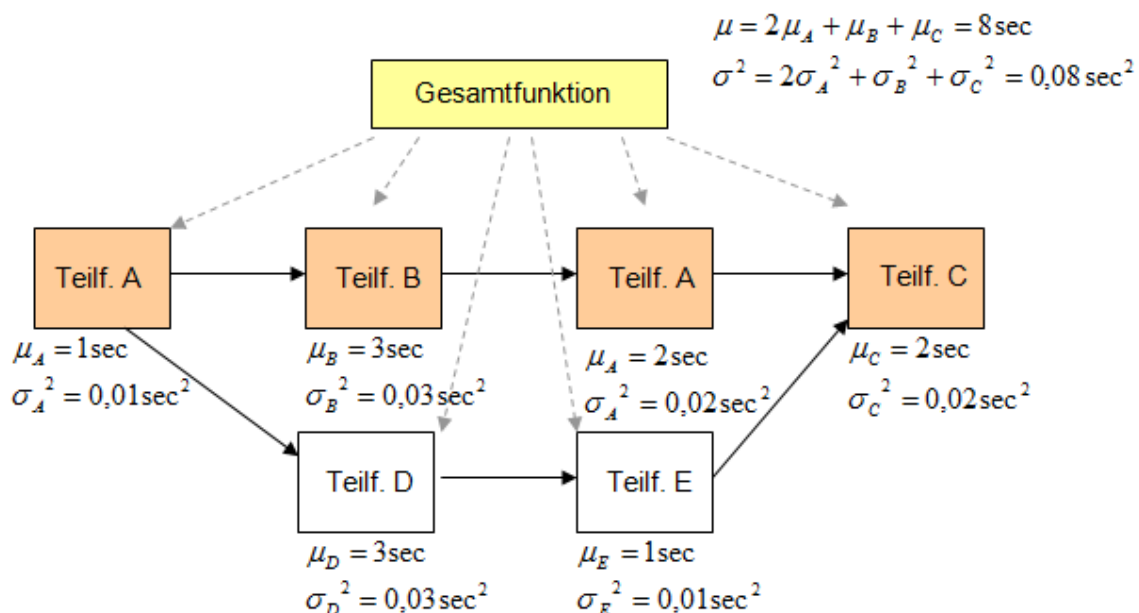 μ = 2μ_A + μ_B + μ_C = 8sec
σ² = 2σ_A² + σ_B² + σ_C² = 0,08sec²
Gesamtfunktion
Teilf. A
Teilf. B
Teilf. A
Teilf. C
μ_A = 1sec
σ_A² = 0,01sec²
μ_B = 3sec
σ_B² = 0,03sec²
μ_A = 2sec
σ_A² = 0,02sec²
μ_C = 2sec
σ_C² = 0,02sec²
Teilf. D
Teilf. E
μ_D = 3sec
σ_D² = 0,03sec²
μ_E = 1sec
σ_E² = 0,01sec²